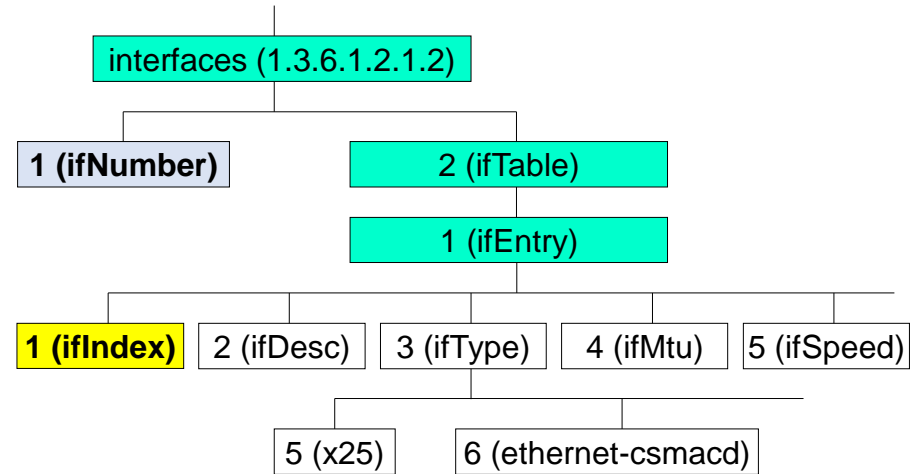 interfaces (1.3.6.1.2.1.2)
1 (ifNumber)
2 (ifTable)
1 (ifEntry)
1 (ifIndex)
2 (ifDesc)
3 (ifType)
4 (ifMtu)
5 (ifSpeed)
5 (x25)
6 (ethernet-csmacd)